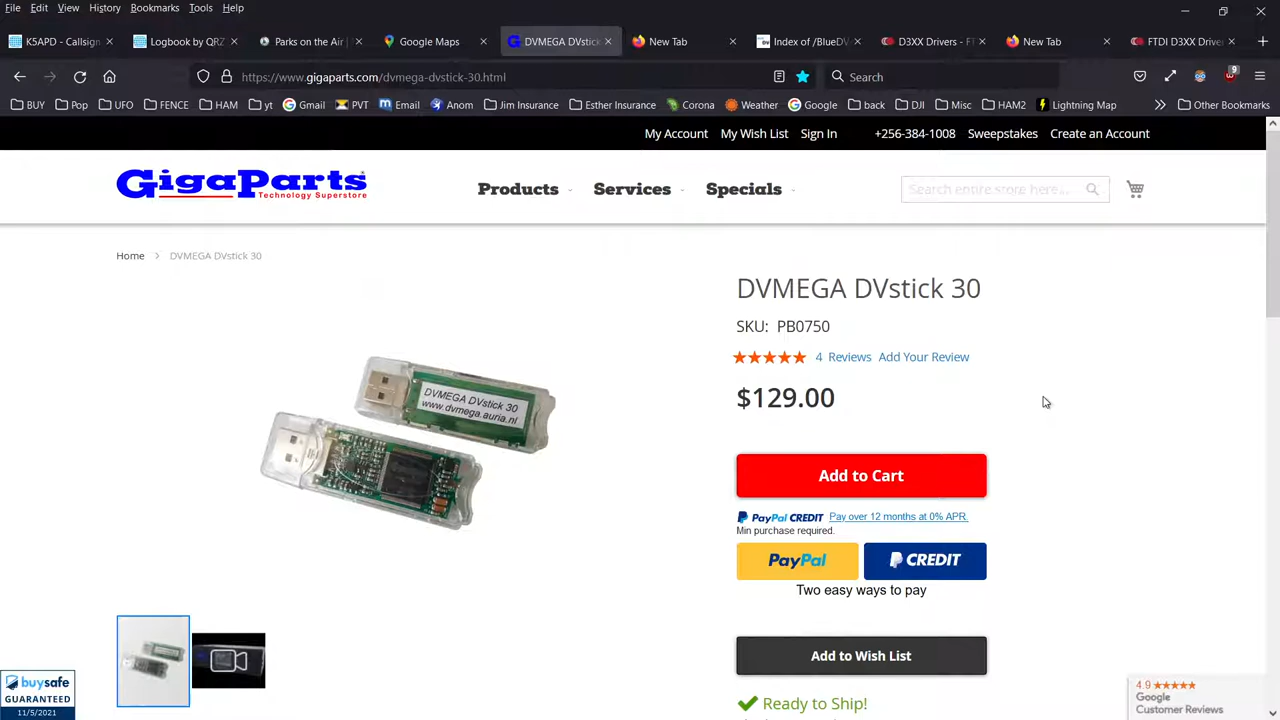 File Edit View History Bookmarks Tools Help
K5APD - Callsign
Logbook by QRZ
Parks on the Air |
Google Maps
DVMEGA DVstick
New Tab
Index of /BlueDV
D3XX Drivers - FT
New Tab
FTDI D3XX Driver
https://www.gigaparts.com/dvmega-dvstick-30.html
Search
9
BUY Pop UFO FENCE HAM yt Gmail PVT Email Anom Jim Insurance Esther Insurance Corona Weather Google back DJI Misc HAM2 Lightning Map Other Bookmarks
My Account My Wish List Sign In +256-384-1008 Sweepstakes Create an Account
GigaParts
Technology Superstore
Products Services Specials
Search entire store here...
Home > DVMEGA DVstick 30
DVMEGA DVstick 30
SKU: PB0750
4 Reviews Add Your Review
$129.00
DVMEGA DVstick 30
www.dvmega.auria.nl
Add to Cart
PayPal CREDIT Pay over 12 months at 0% APR.
Min purchase required.
PayPal
CREDIT
Two easy ways to pay
Add to Wish List
Ready to Ship!
buysafe
GUARANTEED
11/5/2021
4.9
Google
Customer Reviews